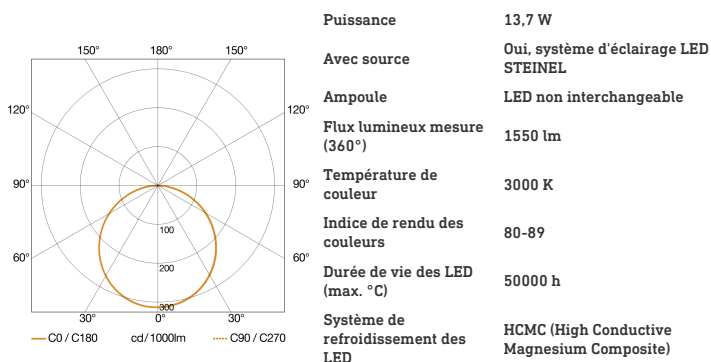 150° 180° 150°
120° 120°
90° 90°
60° 60°
100
200
300
30° 0° 30°
C0 / C180 cd/1000lm C90 / C270
Puissance 13,7 W
Avec source Oui, système d'éclairage LED
STEINEL
Ampoule LED non interchangeable
Flux lumineux mesure
(360°) 1550 lm
Température de
couleur 3000 K
Indice de rendu des
couleurs 80-89
Durée de vie des LED
(max. °C) 50000 h
Système de
refroidissement des
LED
HCMC (High Conductive
Magnesium Composite)